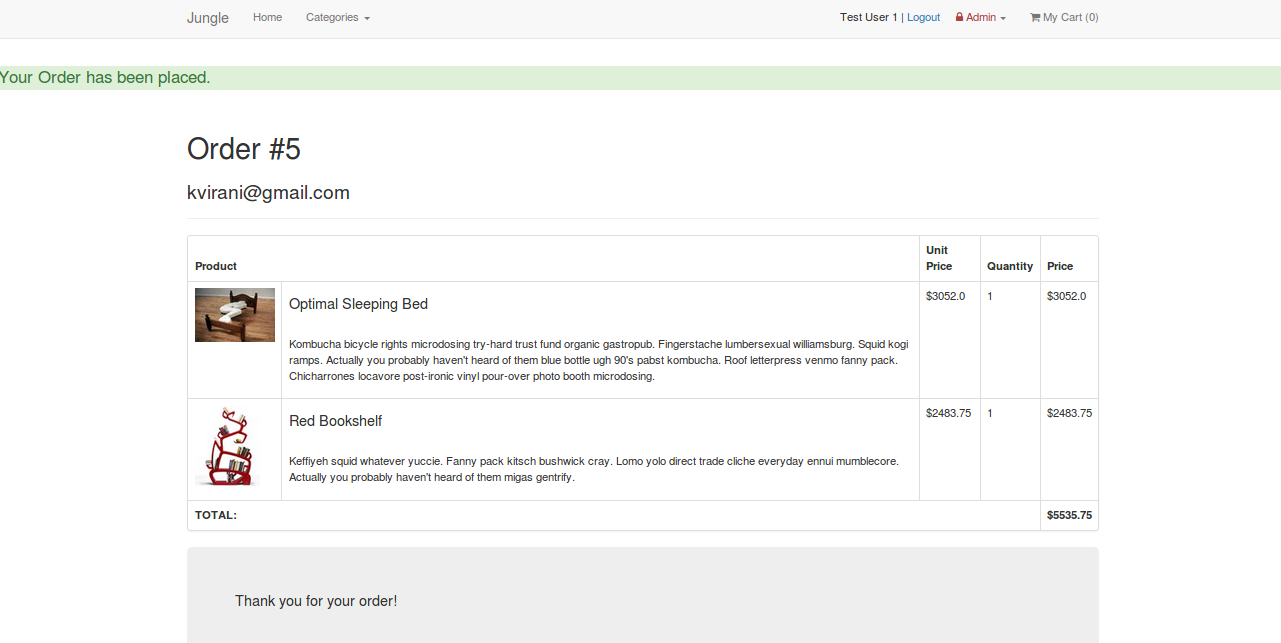 Jungle Home Categories Test User 1 | Logout Admin My Cart (0)
Your Order has been placed.
Order #5
kvirani@gmail.com
Product Unit Price Quantity Price
Optimal Sleeping Bed $3052.0 1 $3052.0
Kombucha bicycle rights microdosing try-hard trust fund organic gastropub. Fingerstache lumbersexual williamsburg. Squid kogi
ramps. Actually you probably haven't heard of them blue bottle ugh 90's pabst kombucha. Roof letterpress venmo fanny pack.
Chicharrones locavore post-ironic vinyl pour-over photo booth microdosing.
Red Bookshelf $2483.75 1 $2483.75
Keffiyeh squid whatever yuccie. Fanny pack kitsch bushwick cray. Lomo yolo direct trade cliche everyday ennui mumblecore.
Actually you probably haven't heard of them migas gentrify.
TOTAL: $5535.75
Thank you for your order!